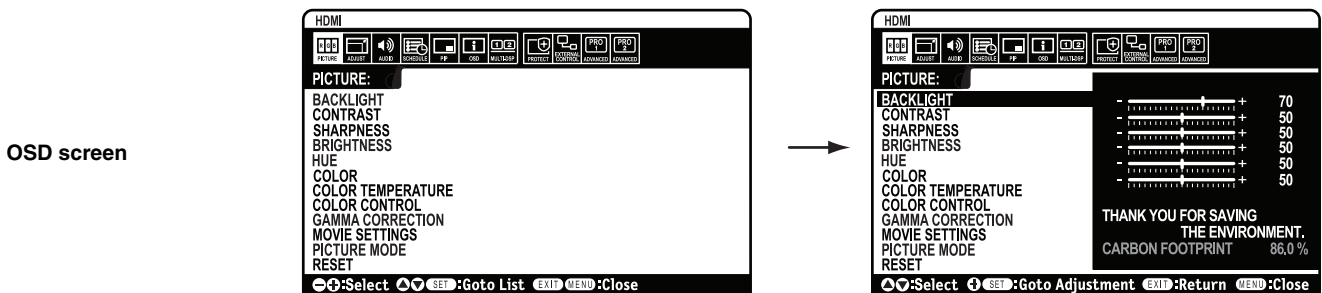 OSD screen
HDMI
RGB
PICTURE ADJUST AUDIO SCHEDULE PIP OSD MULTI-DSP PROTECT EXTERNAL CONTROL PRO 1 ADVANCED PRO 2 ADVANCED
PICTURE:
BACKLIGHT
CONTRAST
SHARPNESS
BRIGHTNESS
HUE
COLOR
COLOR TEMPERATURE
COLOR CONTROL
GAMMA CORRECTION
MOVIE SETTINGS
PICTURE MODE
RESET
:Select SET :Goto List EXIT MENU :Close
HDMI
RGB
PICTURE ADJUST AUDIO SCHEDULE PIP OSD MULTI-DSP PROTECT EXTERNAL CONTROL PRO 1 ADVANCED PRO 2 ADVANCED
PICTURE:
BACKLIGHT - + 70
CONTRAST - + 50
SHARPNESS - + 50
BRIGHTNESS - + 50
HUE - + 50
COLOR - + 50
COLOR TEMPERATURE
COLOR CONTROL
GAMMA CORRECTION
MOVIE SETTINGS
PICTURE MODE
RESET
THANK YOU FOR SAVING
THE ENVIRONMENT.
CARBON FOOTPRINT 86.0 %
:Select SET :Goto Adjustment EXIT :Return MENU :Close